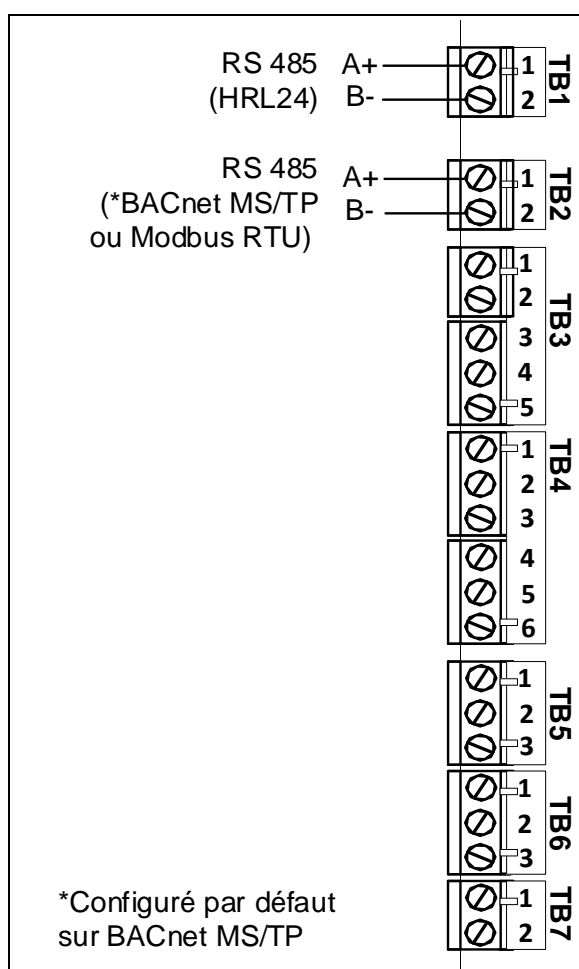 RS 485 A+ 1 TB1
(HRL24) B- 2
RS 485 A+ 1 TB2
(*BACnet MS/TP B- 2
ou Modbus RTU)
1 TB3
2
3
4
5
1 TB4
2
3
4
5
6
1 TB5
2
3
1 TB6
2
3
*Configuré par défaut 1 TB7
sur BACnet MS/TP 2